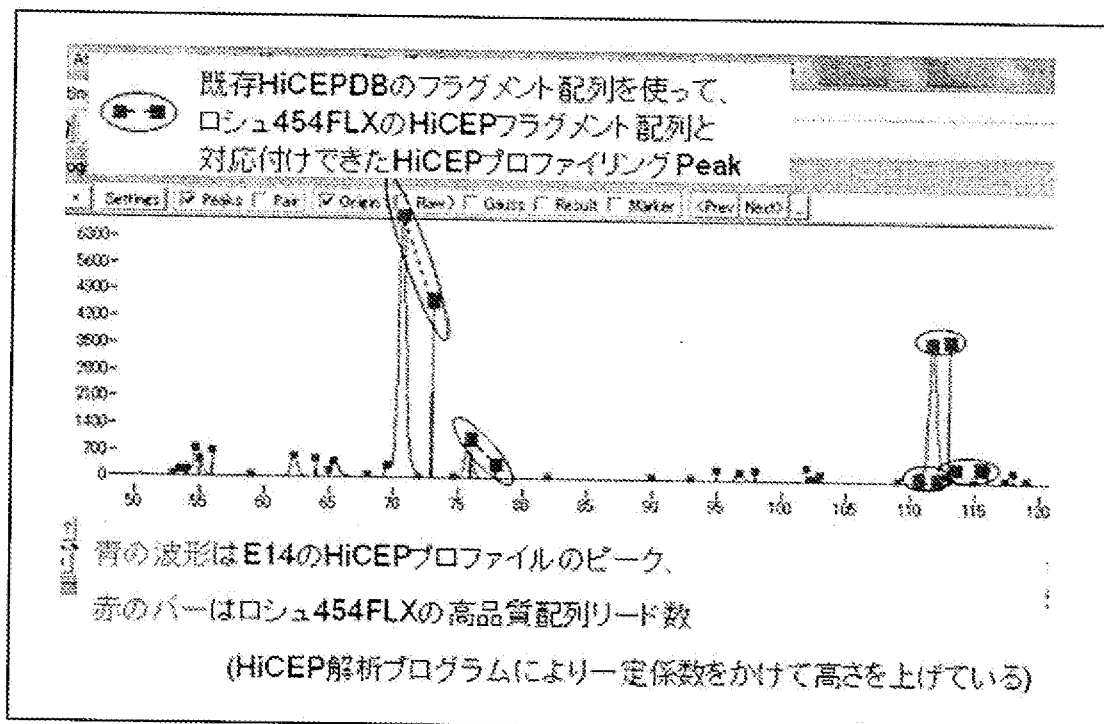 既存HiCEPDBのフラグメント配列を使って、
ロシュ454FLXのHiCEPフラグメント配列と
対応付けできたHiCEPプロファイリングPeak
Settings Peaks Pair Origin Raw> Gauss Result Marker <Prev Next>
6300
5600
4900
4200
3500
2800
2100
1400
700
0
50 55 60 65 70 75 80 85 90 95 100 105 110 115 120
青の波形はE14のHiCEPプロファイルのピーク、
赤のバーはロシュ454FLXの高品質配列リード数
(HiCEP解析プログラムにより一定係数をかけて高さを上げている)